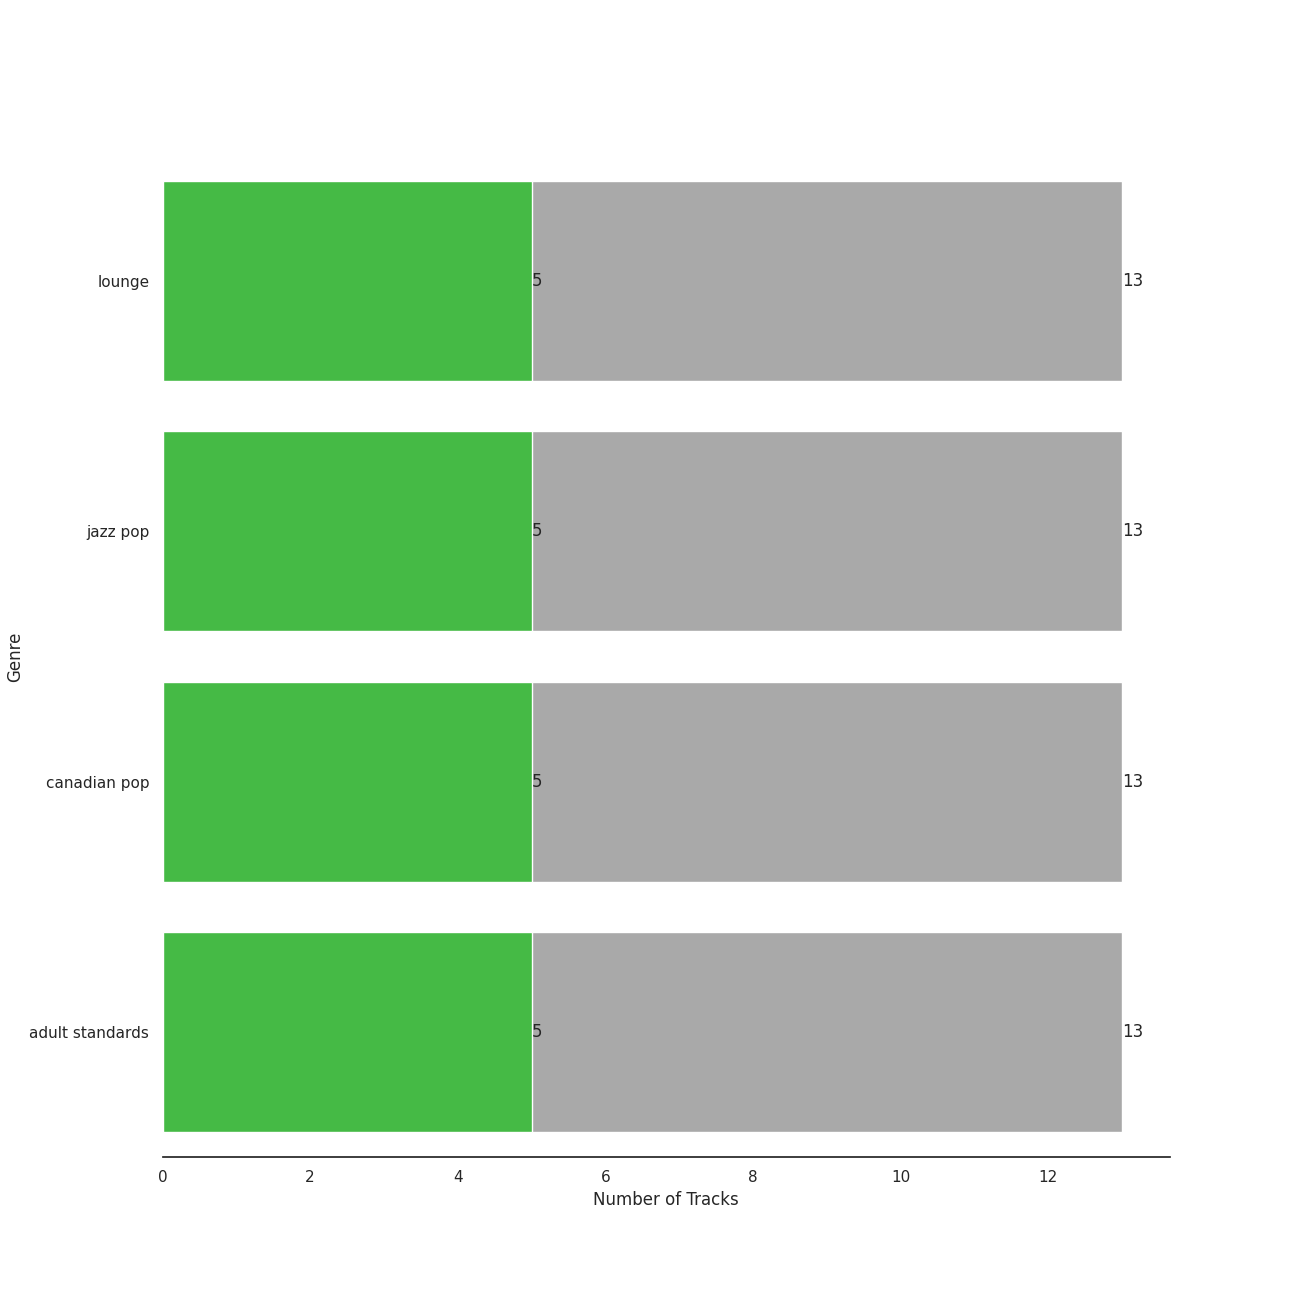 lounge 5 13
jazz pop 5 13
Genre
canadian pop 5 13
adult standards 5 13
0 2 4 6 8 10 12
Number of Tracks